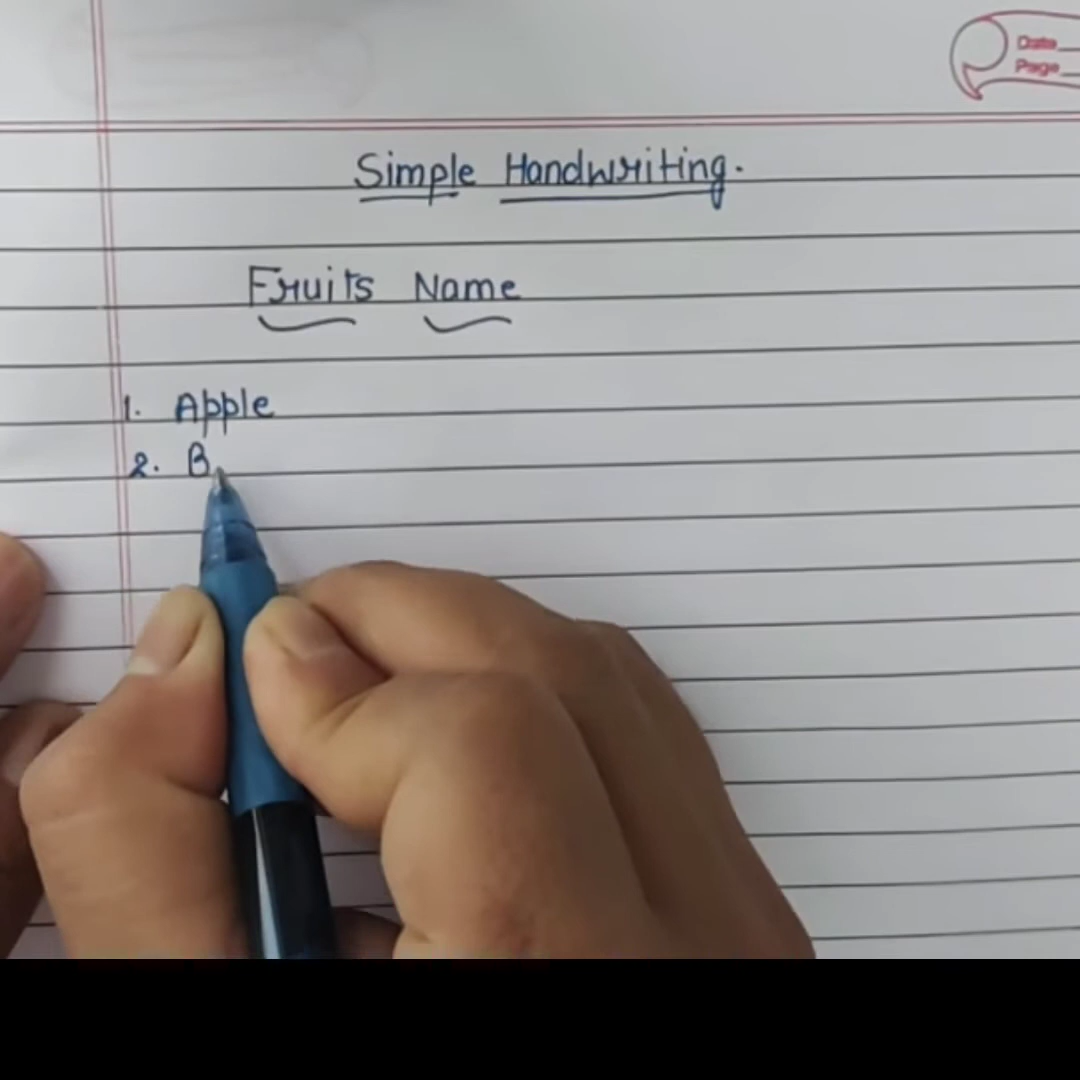 Date
Page
Simple Handwriting.
Fruits Name
1. Apple
2. B